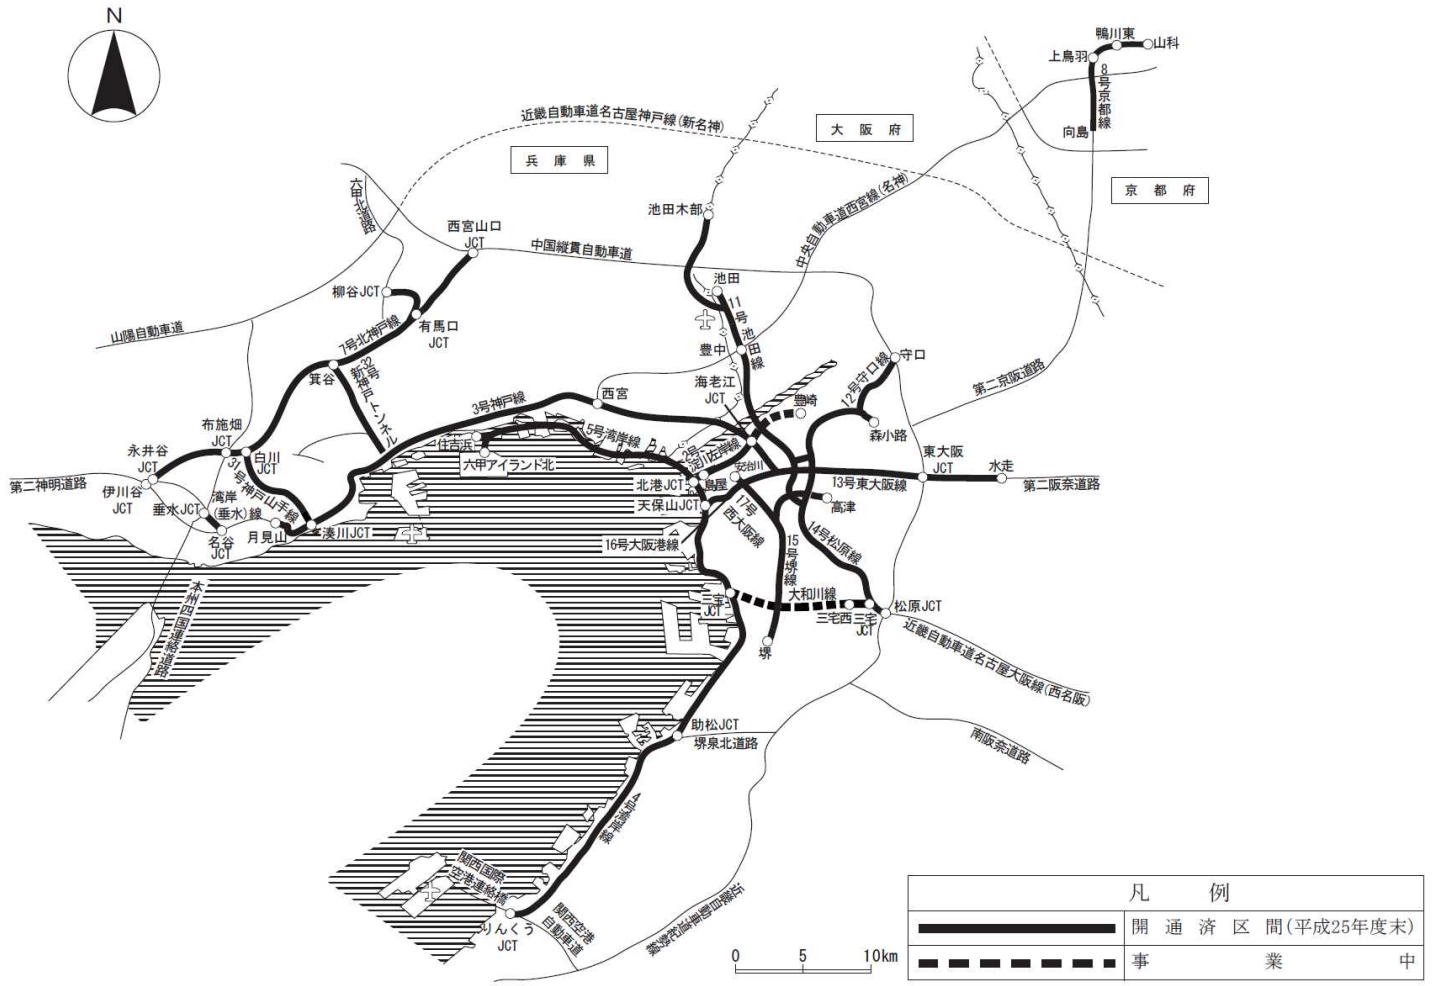 N
鴨川東
山科
上鳥羽
8号京都線
向島
近畿自動車道名古屋神戸線(新名神)
大阪府
兵庫県
京都府
六甲北道路
池田木部
中央自動車道西宮線(名神)
西宮山口
JCT
中国縦貫自動車道
柳谷JCT
池田
11号池田線
山陽自動車道
7号北神戸線
有馬口
JCT
豊中
守口
箕谷
新神戸トンネル
32号
海老江
JCT
12号守口線
第二京阪道路
3号神戸線
西宮
豊崎
布施畑
JCT
住吉浜
5号湾岸線
2号
淀川左岸線
森小路
永井谷
JCT
白川
JCT
六甲アイランド北
安治川
東大阪
JCT
水走
第二神明道路
31号神戸山手線
北港JCT
島屋
13号東大阪線
第二阪奈道路
伊川谷
JCT
湾岸
(垂水)線
垂水JCT
天保山JCT
17号
西大阪線
高津
名谷
JCT
月見山
湊川JCT
16号大阪港線
15号堺線
14号松原線
本州四国連絡道路
三宝
JCT
大和川線
三宅西
三宅
JCT
松原JCT
堺
近畿自動車道名古屋大阪線(西名阪)
助松JCT
堺泉北道路
南阪奈道路
4号湾岸線
関西国際
空港連絡橋
りんくう
JCT
関西空港
自動車道
近畿自動車道紀勢線
0 5 10km
凡例
開通済区間(平成25年度末)
事業中